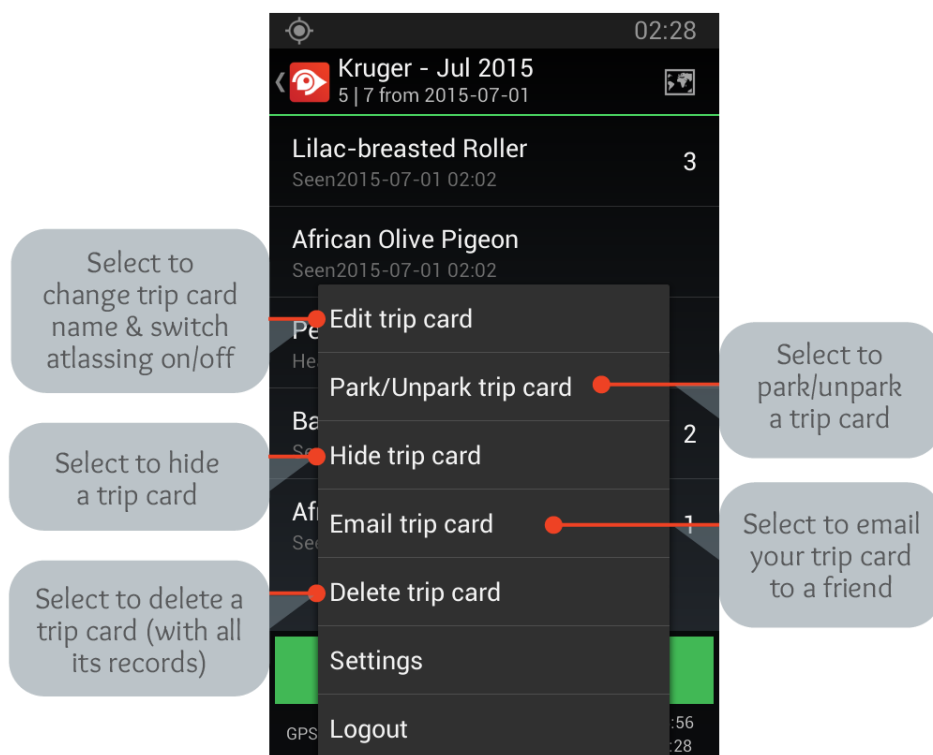 02:28
Kruger - Jul 2015
5 | 7 from 2015-07-01
Lilac-breasted Roller
3
Seen2015-07-01 02:02
African Olive Pigeon
Seen2015-07-01 02:02
Select to
change trip card
name & switch
atlassing on/off
Edit trip card
Park/Unpark trip card
Select to
park/unpark
a trip card
2
Select to hide
a trip card
Hide trip card
Email trip card
1
Select to email
your trip card
to a friend
Select to delete a
trip card (with all
its records)
Delete trip card
Settings
GPS
Logout
:56
:28